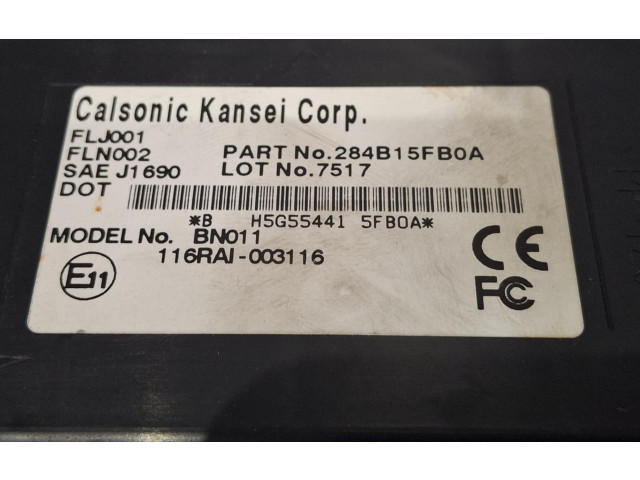 Calsonic Kansei Corp.
FLJ001
FLN002 PART No.284B15FB0A
SAE J1690 LOT No.7517
DOT
*B H5G55441 5FB0A*
MODEL No. BN011
116RAI-003116
E11
CE
FC